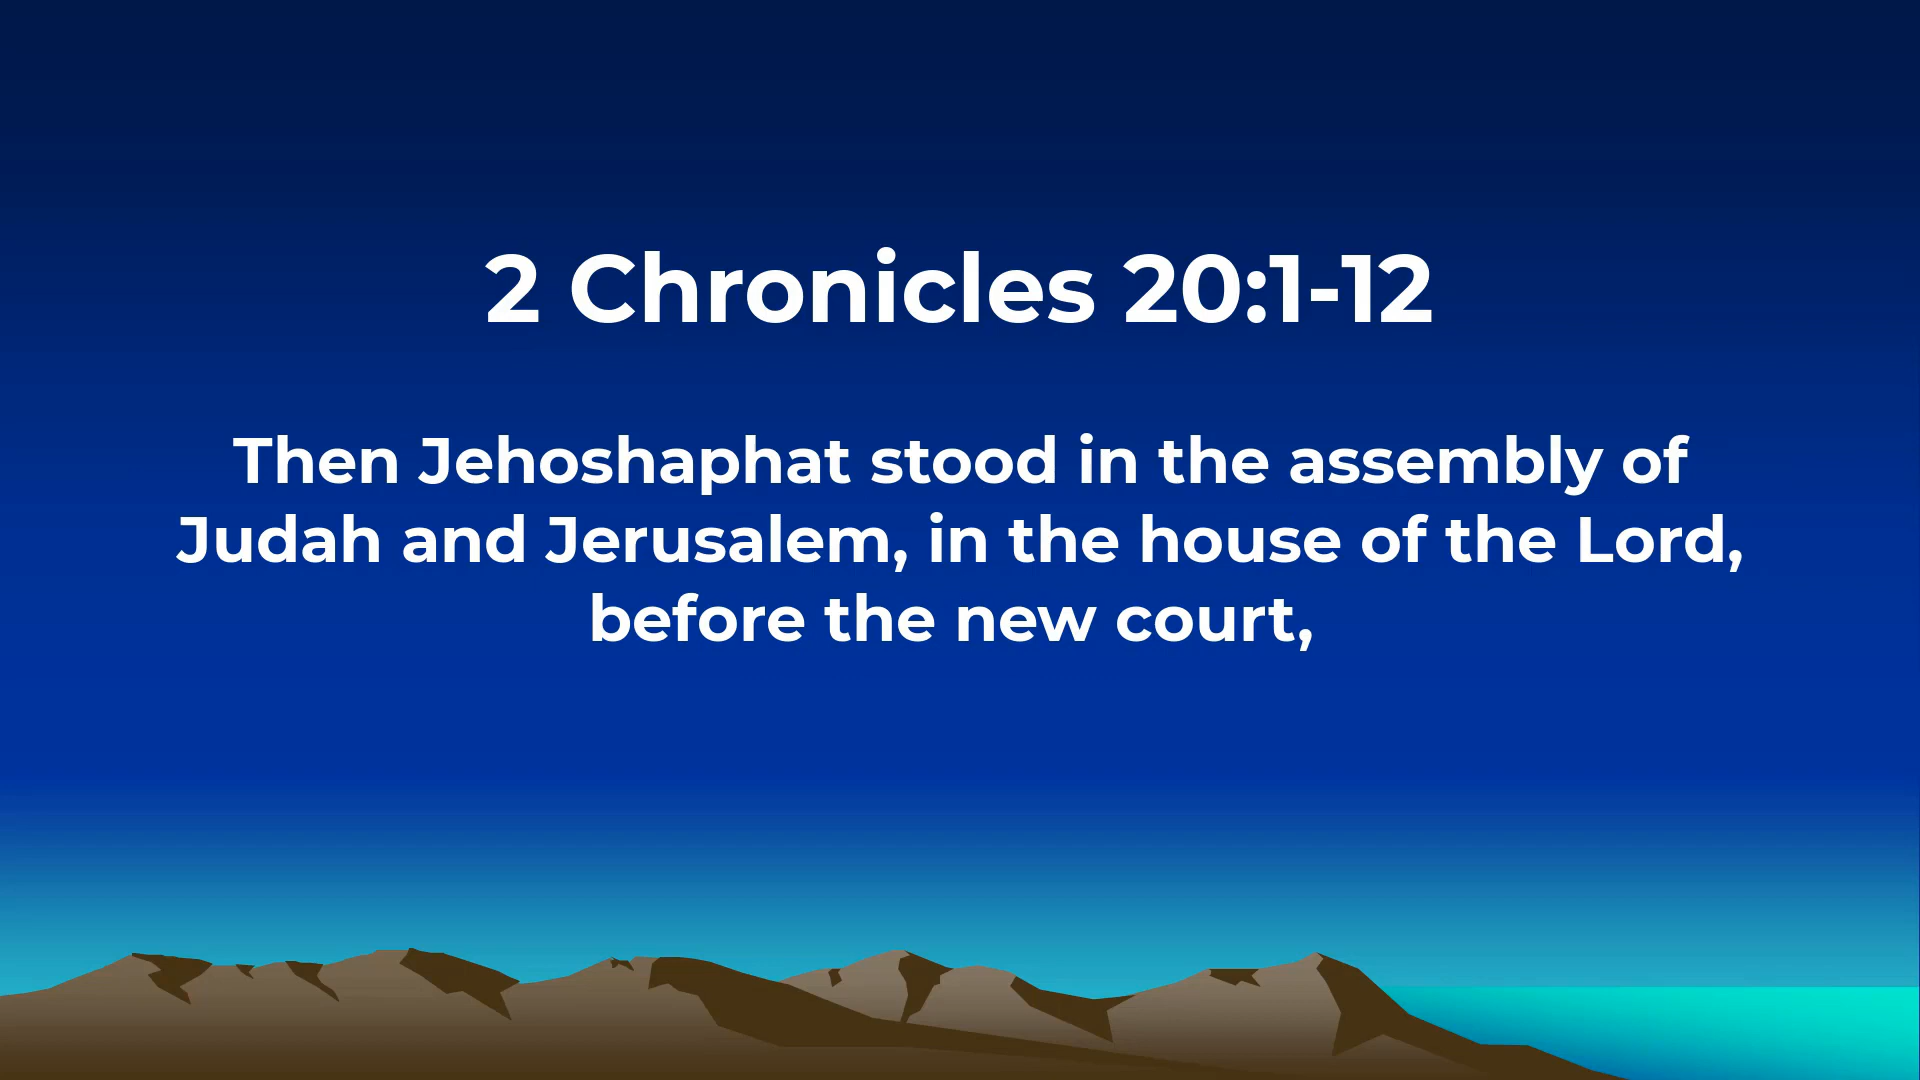 2 Chronicles 20:1-12
Then Jehoshaphat stood in the assembly of
Judah and Jerusalem, in the house of the Lord,
before the new court,